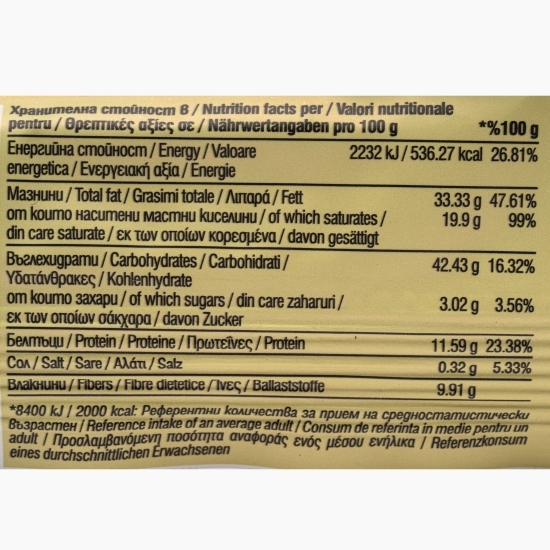 Хранителна стойност в / Nutrition facts per / Valori nutritionale
pentru / Θρεπτικές αξίες σε / Nährwertangaben pro 100 g *%100 g
Енергийна стойност / Energy / Valoare 2232 kJ / 536.27 kcal 26.81%
energetica / Ενεργειακή αξία / Energie
Мазнини / Total fat / Grasimi totale / Λιπαρά / Fett 33.33 g 47.61%
от които наситени мастни киселини / of which saturates / 19.9 g 99%
din care saturate / εκ των οποίων κορεσμένα / davon gesättigt
Въглехидрати / Carbohydrates / Carbohidrati / 42.43 g 16.32%
Υδατάνθρακες / Kohlenhydrate
от които захари / of which sugars / din care zaharuri / 3.02 g 3.56%
εκ των οποίων σάκχαρα / davon Zucker
Белтъци / Protein / Proteine / Πρωτεΐνες / Protein 11.59 g 23.38%
Сол / Salt / Sare / Αλάτι / Salz 0.32 g 5.33%
Влакнини / Fibers / Fibre dietetice / Ίνες / Ballaststoffe 9.91 g
*8400 kJ / 2000 kcal: Референтни количества за прием на средностатистически
възрастен / Reference intake of an average adult / Consum de referinta in medie pentru un
adult / Προσλαμβανόμενη ποσότητα αναφοράς ενός μέσου ενήλικα / Referenzkonsum
eines durchschnittlichen Erwachsenen